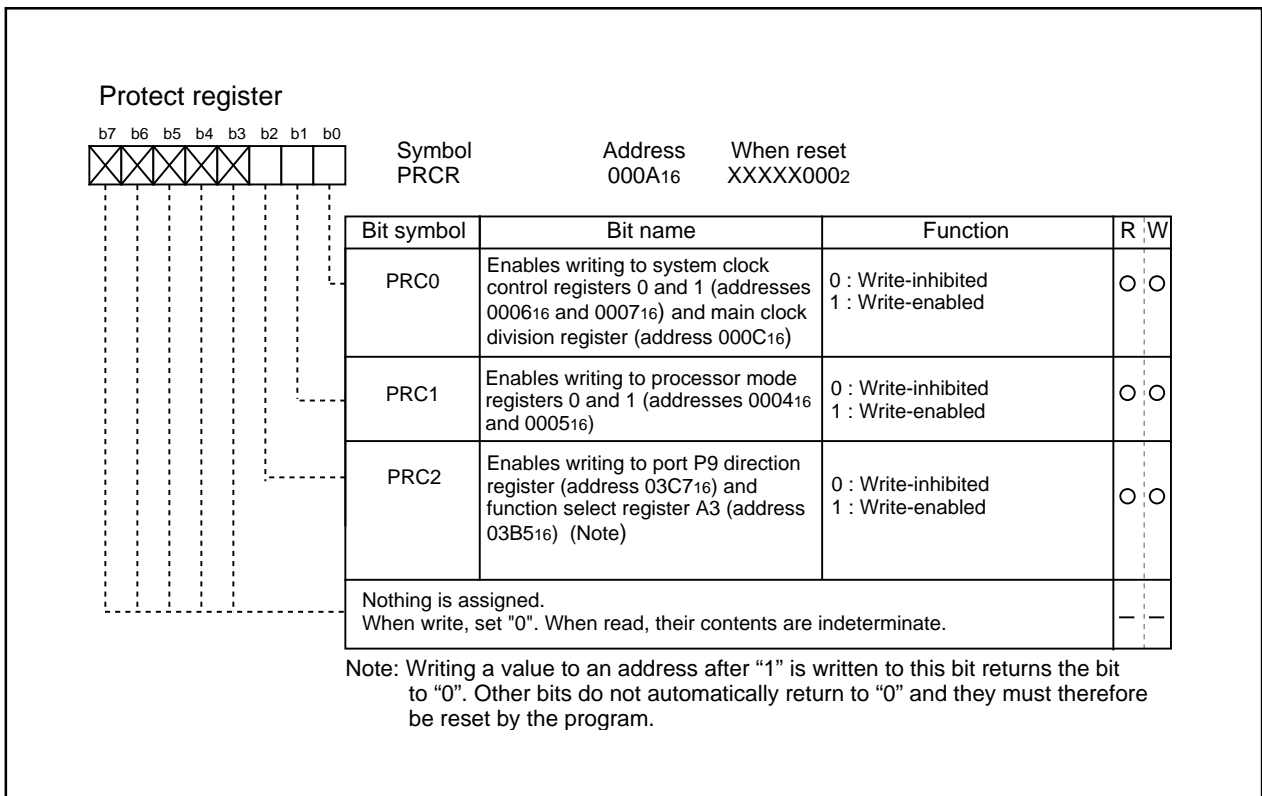 Protect register
b7 b6 b5 b4 b3 b2 b1 b0
Symbol Address When reset
PRCR 000A16 XXXXX0002
Bit symbol Bit name Function R W
PRC0
Enables writing to system clock
control registers 0 and 1 (addresses
000616 and 000716) and main clock
division register (address 000C16)
0 : Write-inhibited
1 : Write-enabled
PRC1
Enables writing to processor mode
registers 0 and 1 (addresses 000416
and 000516)
0 : Write-inhibited
1 : Write-enabled
PRC2
Enables writing to port P9 direction
register (address 03C716) and
function select register A3 (address
03B516) (Note)
0 : Write-inhibited
1 : Write-enabled
Nothing is assigned.
When write, set "0". When read, their contents are indeterminate.
Note: Writing a value to an address after “1” is written to this bit returns the bit
to “0”. Other bits do not automatically return to “0” and they must therefore
be reset by the program.